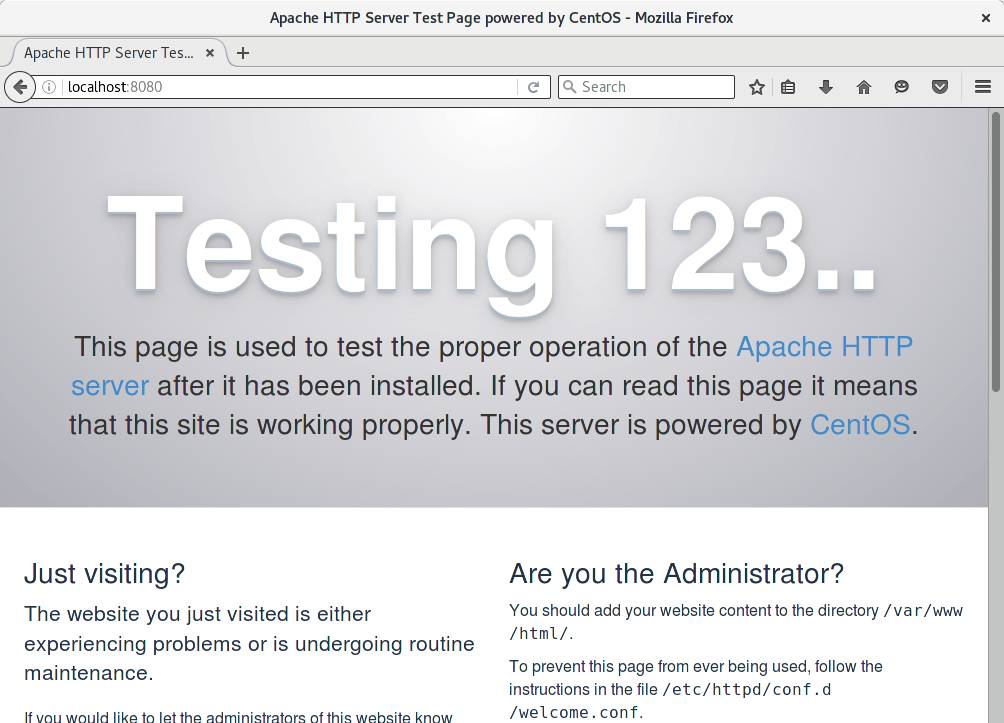 Apache HTTP Server Test Page powered by CentOS - Mozilla Firefox
Apache HTTP Server Tes...
localhost:8080
Search
Testing 123..
This page is used to test the proper operation of the Apache HTTP
server after it has been installed. If you can read this page it means
that this site is working properly. This server is powered by CentOS.
Just visiting?
The website you just visited is either
experiencing problems or is undergoing routine
maintenance.
If you would like to let the administrators of this website know
Are you the Administrator?
You should add your website content to the directory /var/www
/html/.
To prevent this page from ever being used, follow the
instructions in the file /etc/httpd/conf.d
/welcome.conf.